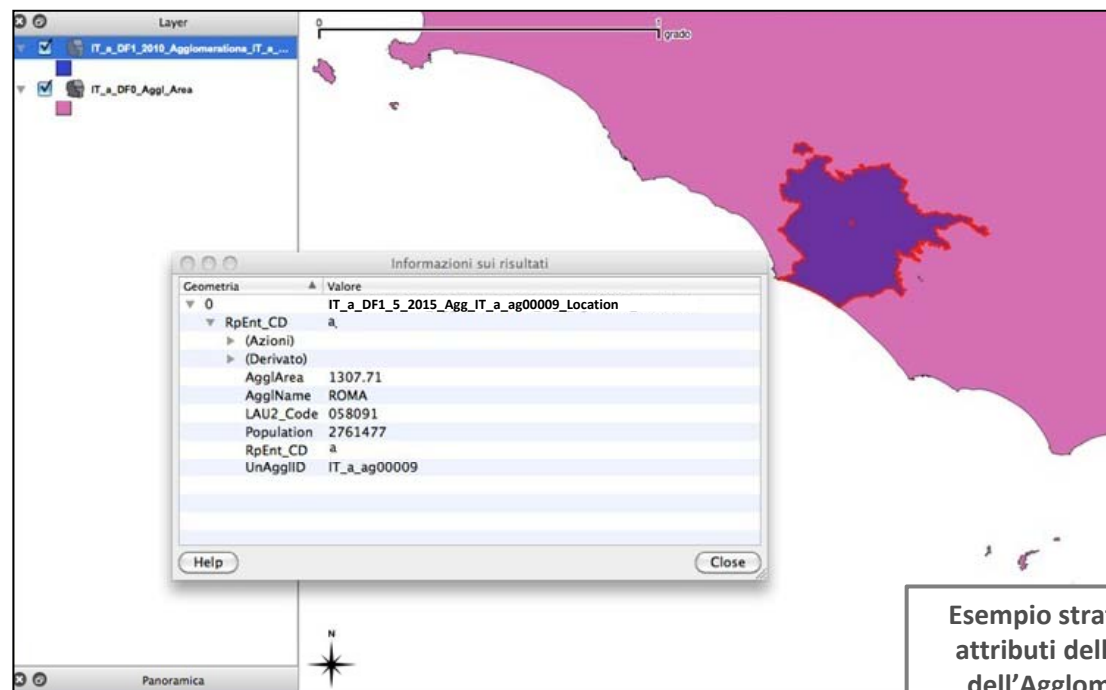 Layer
IT_a_DF1_2010_Agglomerations_IT_a_...
IT_a_DF0_Aggl_Area
0 1
grado
Informazioni sui risultati
Geometria Valore
0 IT_a_DF1_5_2015_Agg_IT_a_ag00009_Location
RpEnt_CD a
(Azioni)
(Derivato)
AgglArea 1307.71
AgglName ROMA
LAU2_Code 058091
Population 2761477
RpEnt_CD a
UnAgglID IT_a_ag00009
Help Close
N
Panoramica
Esempio stra
attributi dell
dell'Agglom